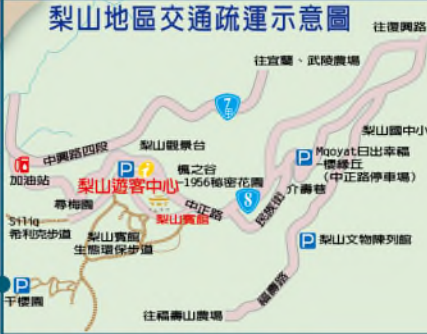 梨山地區交通疏運示意圖
往復興路
往宜蘭、武陵農場
7
甲
梨山國中小
中興路四段
梨山觀景台
P
i
楓之谷
-1956秘密花園
P
Mqoyat日出幸福
-櫻緣丘
(中正路停車場)
加油站
梨山遊客中心
尋梅園
梨山賓館
中正路
8
民族街
介壽巷
Siliq
希利克步道
梨山賓館
生態環保步道
P
梨山文物陳列館
P
千櫻園
福壽路
往福壽山農場